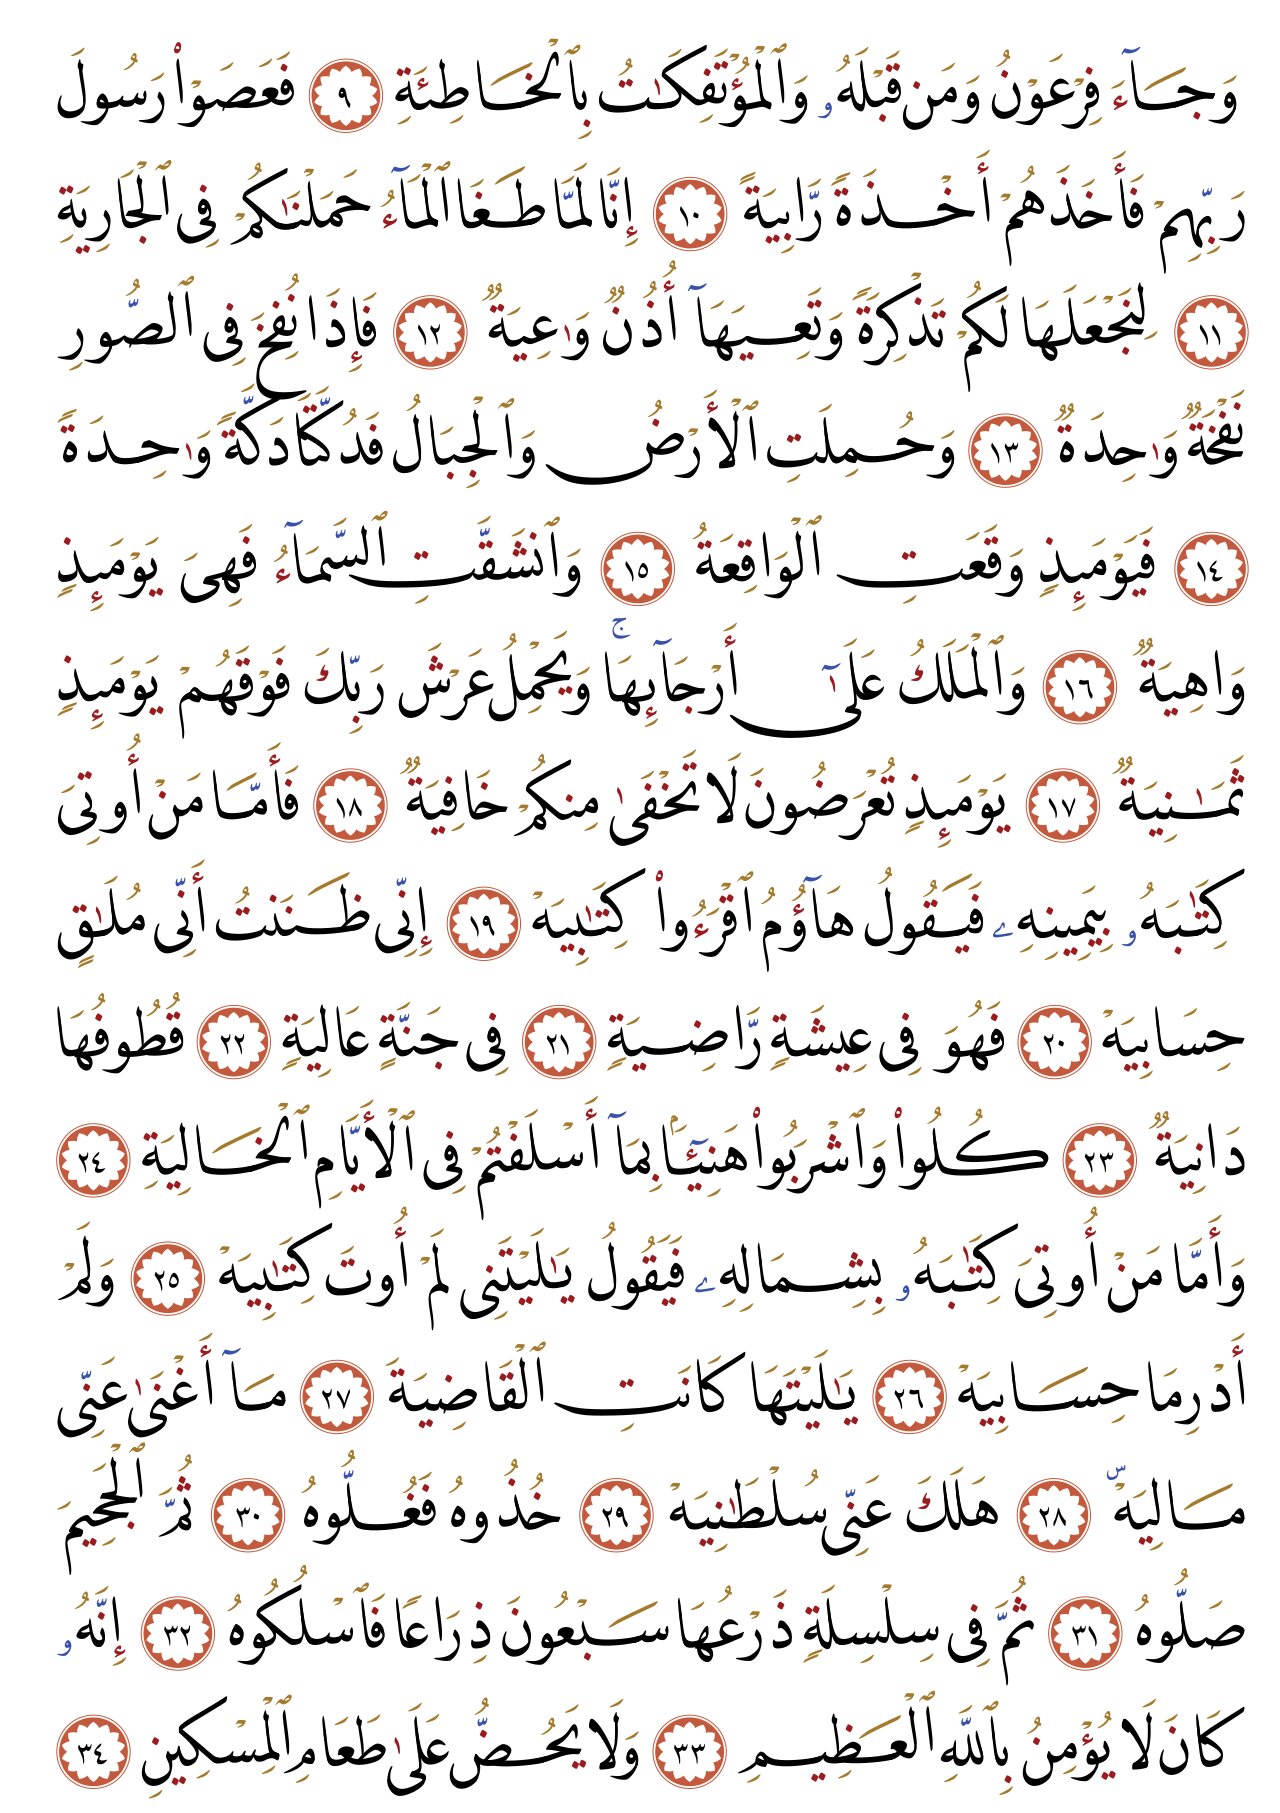 وَجَآءَ فِرْعَوْنُ وَمَن قَبْلَهُۥ وَٱلْمُؤْتَفِكَـٰتُ بِٱلْخَاطِئَةِ ٩ فَعَصَوْا۟ رَسُولَ
رَبِّهِمْ فَأَخَذَهُمْ أَخْذَةً رَّابِيَةً ١٠ إِنَّا لَمَّا طَغَا ٱلْمَآءُ حَمَلْنَـٰكُمْ فِى ٱلْجَارِيَةِ
١١ لِنَجْعَلَهَا لَكُمْ تَذْكِرَةً وَتَعِيَهَآ أُذُنٌ وَٰعِيَةٌ ١٢ فَإِذَا نُفِخَ فِى ٱلصُّورِ
نَفْخَةٌ وَٰحِدَةٌ ١٣ وَحُمِلَتِ ٱلْأَرْضُ وَٱلْجِبَالُ فَدُكَّتَا دَكَّةً وَٰحِدَةً
١٤ فَيَوْمَئِذٍ وَقَعَتِ ٱلْوَاقِعَةُ ١٥ وَٱنشَقَّتِ ٱلسَّمَآءُ فَهِىَ يَوْمَئِذٍ
وَاهِيَةٌ ١٦ وَٱلْمَلَكُ عَلَىٰٓ أَرْجَآئِهَا ۚ وَيَحْمِلُ عَرْشَ رَبِّكَ فَوْقَهُمْ يَوْمَئِذٍ
ثَمَـٰنِيَةٌ ١٧ يَوْمَئِذٍ تُعْرَضُونَ لَا تَخْفَىٰ مِنكُمْ خَافِيَةٌ ١٨ فَأَمَّا مَنْ أُوتِىَ
كِتَـٰبَهُۥ بِيَمِينِهِۦ فَيَقُولُ هَآؤُمُ ٱقْرَءُوا۟ كِتَـٰبِيَهْ ١٩ إِنِّى ظَنَنتُ أَنِّى مُلَـٰقٍ
حِسَابِيَهْ ٢٠ فَهُوَ فِى عِيشَةٍ رَّاضِيَةٍ ٢١ فِى جَنَّةٍ عَالِيَةٍ ٢٢ قُطُوفُهَا
دَانِيَةٌ ٢٣ كُلُوا۟ وَٱشْرَبُوا۟ هَنِيٓـًٔۢا بِمَآ أَسْلَفْتُمْ فِى ٱلْأَيَّامِ ٱلْخَالِيَةِ ٢٤
وَأَمَّا مَنْ أُوتِىَ كِتَـٰبَهُۥ بِشِمَالِهِۦ فَيَقُولُ يَـٰلَيْتَنِى لَمْ أُوتَ كِتَـٰبِيَهْ ٢٥ وَلَمْ
أَدْرِ مَا حِسَابِيَهْ ٢٦ يَـٰلَيْتَهَا كَانَتِ ٱلْقَاضِيَةَ ٢٧ مَآ أَغْنَىٰ عَنِّى
مَالِيَهْ ۜ ٢٨ هَلَكَ عَنِّى سُلْطَـٰنِيَهْ ٢٩ خُذُوهُ فَغُلُّوهُ ٣٠ ثُمَّ ٱلْجَحِيمَ
صَلُّوهُ ٣١ ثُمَّ فِى سِلْسِلَةٍ ذَرْعُهَا سَبْعُونَ ذِرَاعًا فَٱسْلُكُوهُ ٣٢ إِنَّهُۥ
كَانَ لَا يُؤْمِنُ بِٱللَّهِ ٱلْعَظِيمِ ٣٣ وَلَا يَحُضُّ عَلَىٰ طَعَامِ ٱلْمِسْكِينِ ٣٤